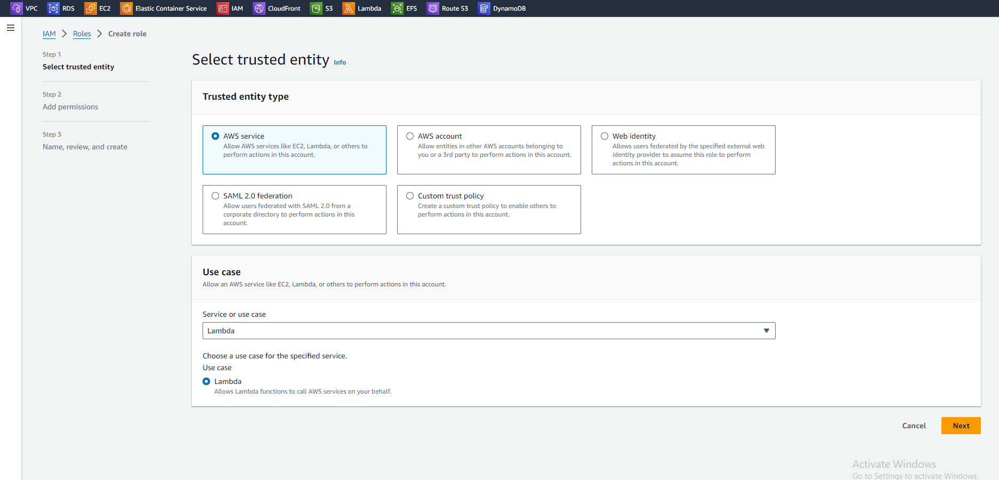 VPC RDS EC2 Elastic Container Service IAM CloudFront S3 Lambda EFS Route 53 DynamoDB
IAM Roles Create role
Step 1
Select trusted entity
Step 2
Add permissions
Step 3
Name, review, and create
Select trusted entity Info
Trusted entity type
AWS service
Allow AWS services like EC2, Lambda, or others to
perform actions in this account.
AWS account
Allow entities in other AWS accounts belonging to
you or a 3rd party to perform actions in this account.
Web identity
Allows users federated by the specified external web
identity provider to assume this role to perform
actions in this account.
SAML 2.0 federation
Allow users federated with SAML 2.0 from a
corporate directory to perform actions in this
account.
Custom trust policy
Create a custom trust policy to enable others to
perform actions in this account.
Use case
Allow an AWS service like EC2, Lambda, or others to perform actions in this account.
Service or use case
Lambda
Choose a use case for the specified service.
Use case
Lambda
Allows Lambda functions to call AWS services on your behalf.
Cancel Next
Activate Windows
Go to Settings to activate Windows.